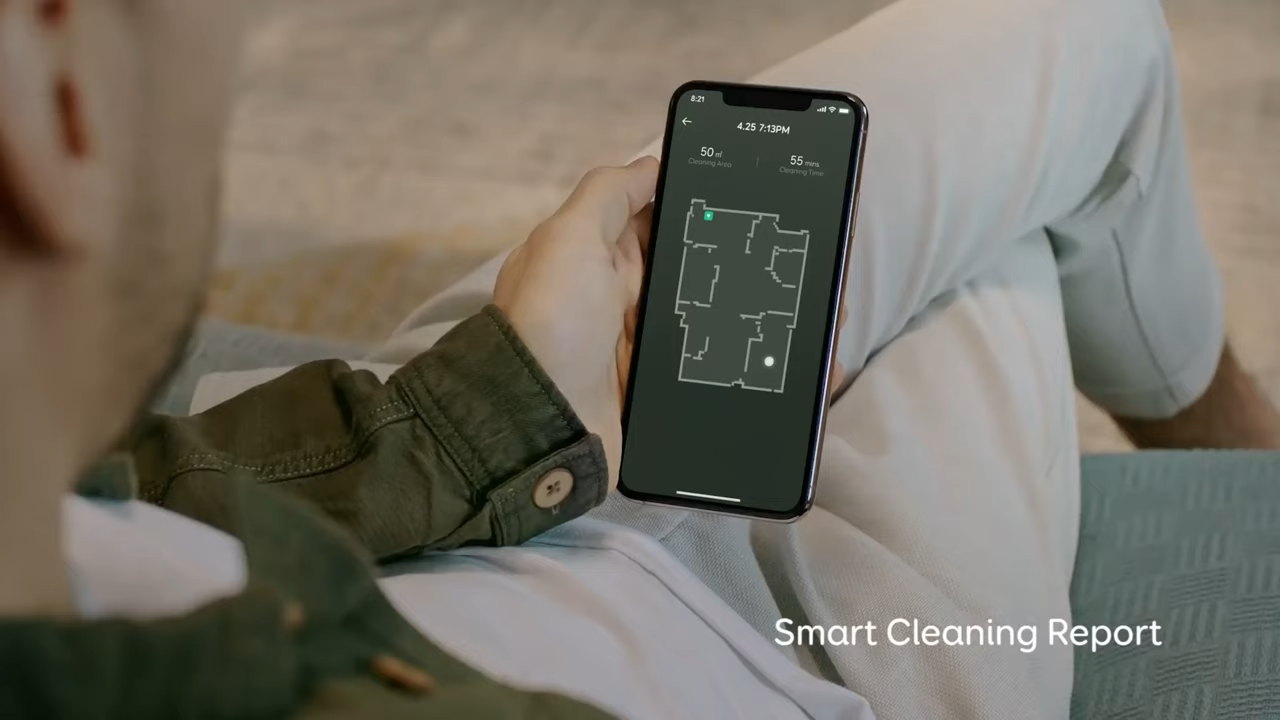 8:21
4.25 7:13PM
50 ㎡
Cleaning Area
55 mins
Cleaning Time
Smart Cleaning Report